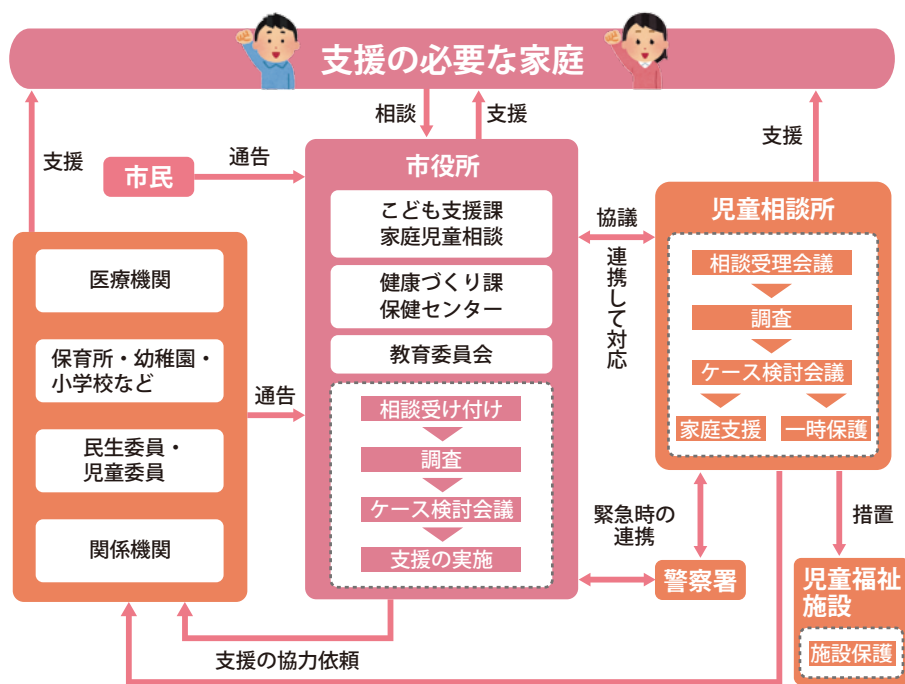 支援の必要な家庭
相談
支援
支援
支援
市民
通告
市役所
こども支援課
家庭児童相談
健康づくり課
保健センター
教育委員会
相談受け付け
調査
ケース検討会議
支援の実施
医療機関
保育所・幼稚園・
小学校など
民生委員・
児童委員
関係機関
通告
協議
連携して対応
児童相談所
相談受理会議
調査
ケース検討会議
家庭支援
一時保護
緊急時の
連携
警察署
措置
児童福祉
施設
施設保護
支援の協力依頼